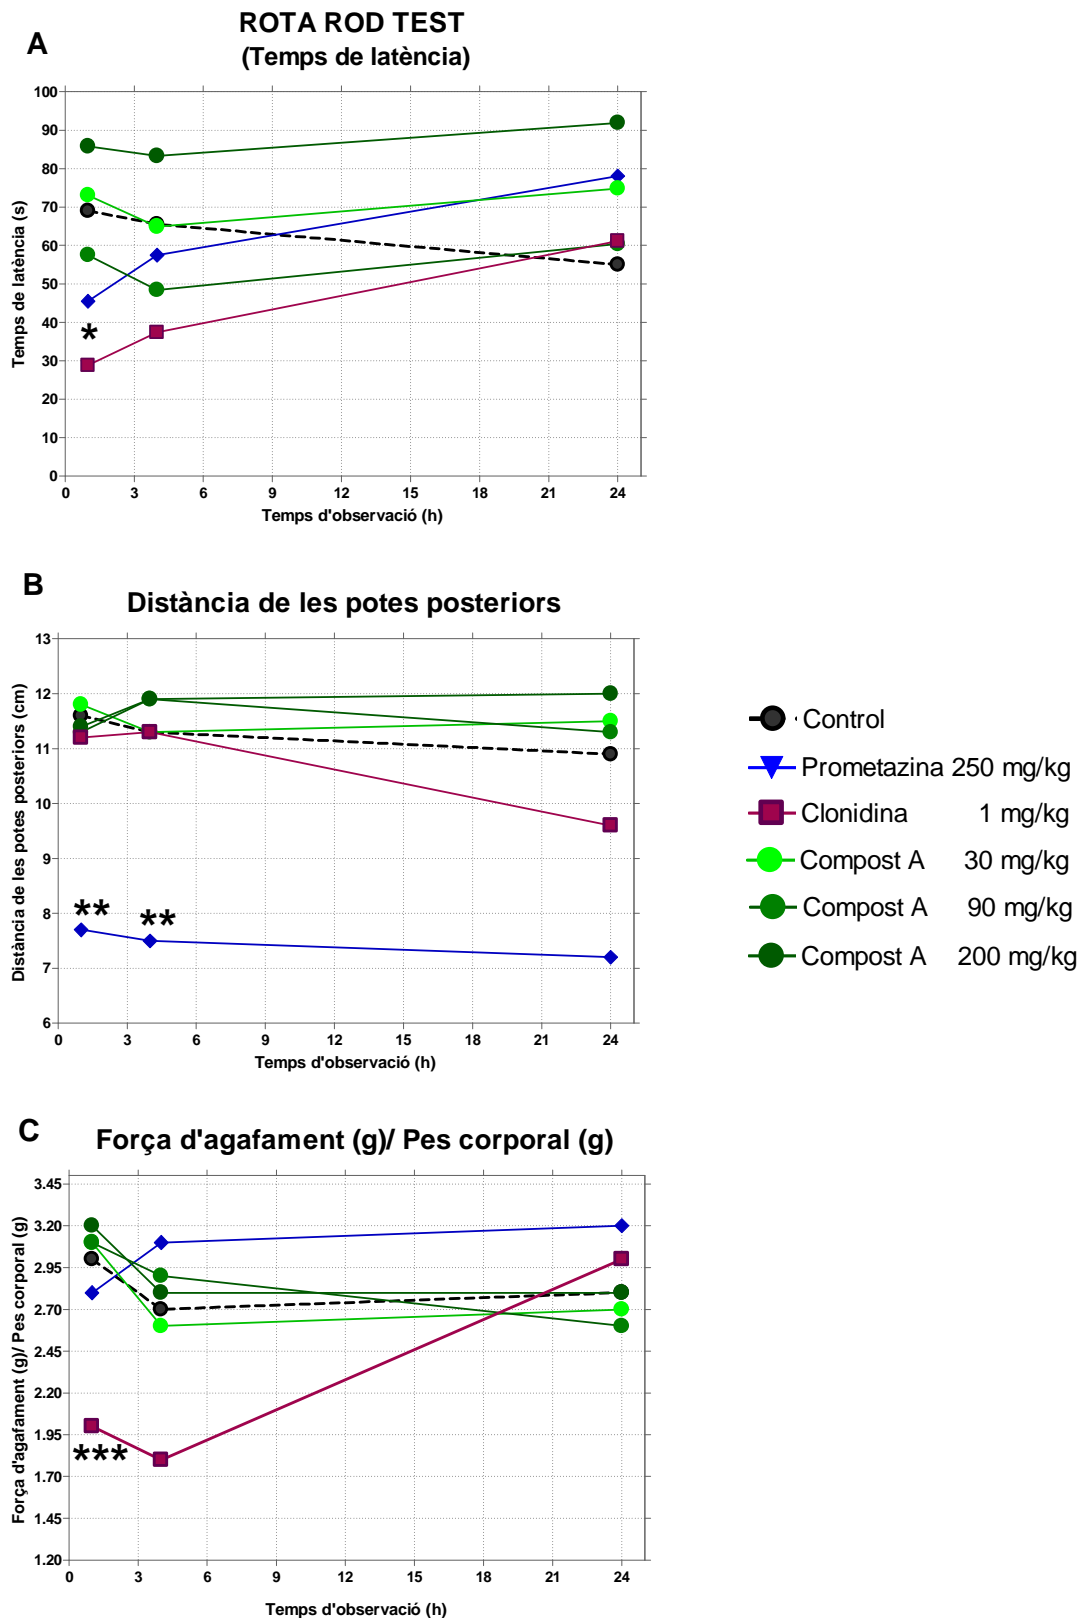 A
ROTA ROD TEST
(Temps de latència)
100
90
80
70
60
50
40
30
20
10
0
Temps de latència (s)
*
0 3 6 9 12 15 18 21 24
Temps d'observació (h)
B
Distància de les potes posteriors
13
12
11
10
9
8
7
6
Distància de les potes posteriors (cm)
** **
0 3 6 9 12 15 18 21 24
Temps d'observació (h)
Control
Prometazina 250 mg/kg
Clonidina 1 mg/kg
Compost A 30 mg/kg
Compost A 90 mg/kg
Compost A 200 mg/kg
C
Força d'agafament (g)/ Pes corporal (g)
3.45
3.20
2.95
2.70
2.45
2.20
1.95
1.70
1.45
1.20
Força d'agafament (g)/ Pes corporal (g)
***
0 3 6 9 12 15 18 21 24
Temps d'observació (h)